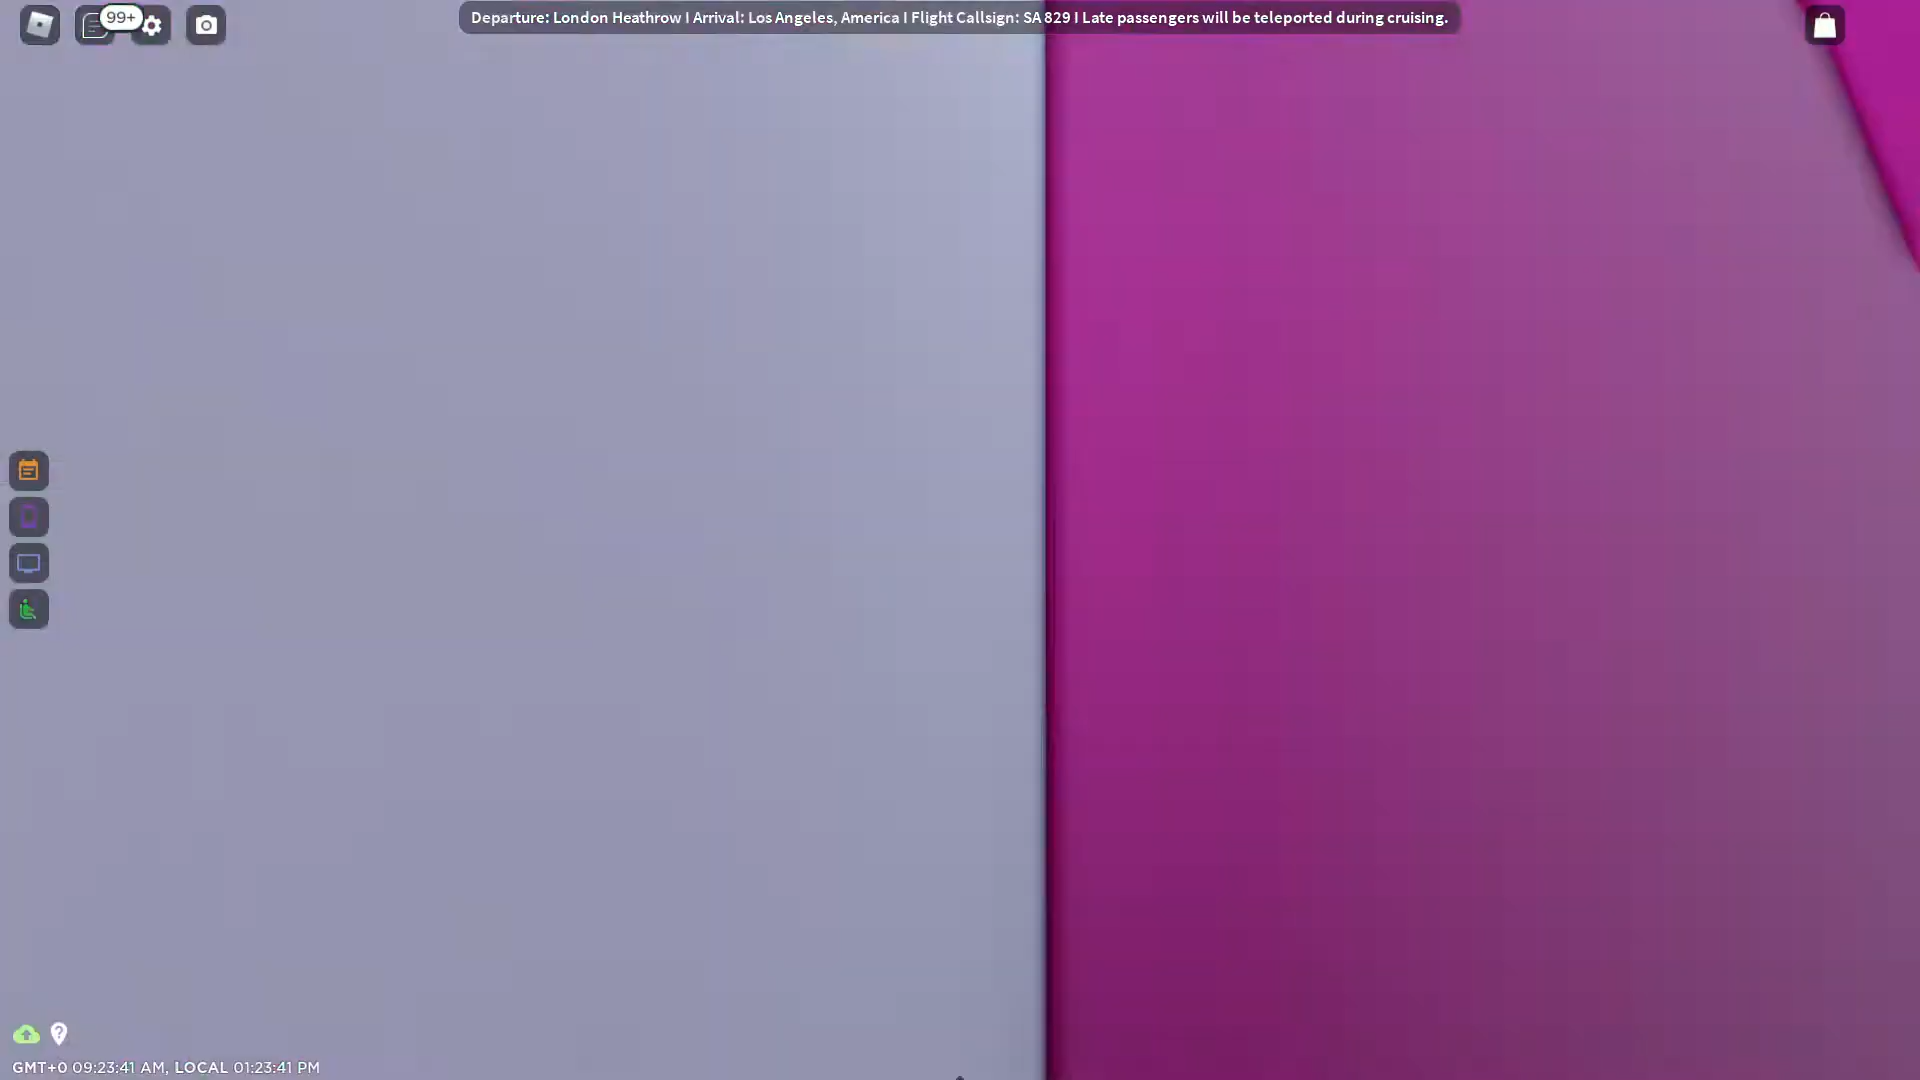 99+
Departure: London Heathrow I Arrival: Los Angeles, America I Flight Callsign: SA 829 I Late passengers will be teleported during cruising.
GMT+0 09:23:41 AM, LOCAL 01:23:41 PM